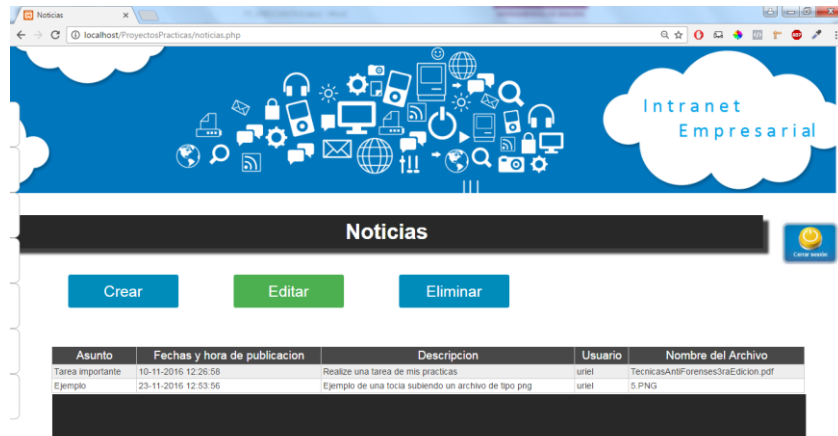 Noticias
localhost/ProyectosPracticas/noticias.php
Intranet
Empresarial
Noticias
Cerrar sesión
Crear Editar Eliminar
Asunto Fechas y hora de publicacion Descripcion Usuario Nombre del Archivo
Tarea importante 10-11-2016 12:26:58 Realize una tarea de mis practicas uriel TecnicasAntiForenses3raEdicion.pdf
Ejemplo 23-11-2016 12:53:56 Ejemplo de una tocia subiendo un archivo de tipo png uriel 5.PNG